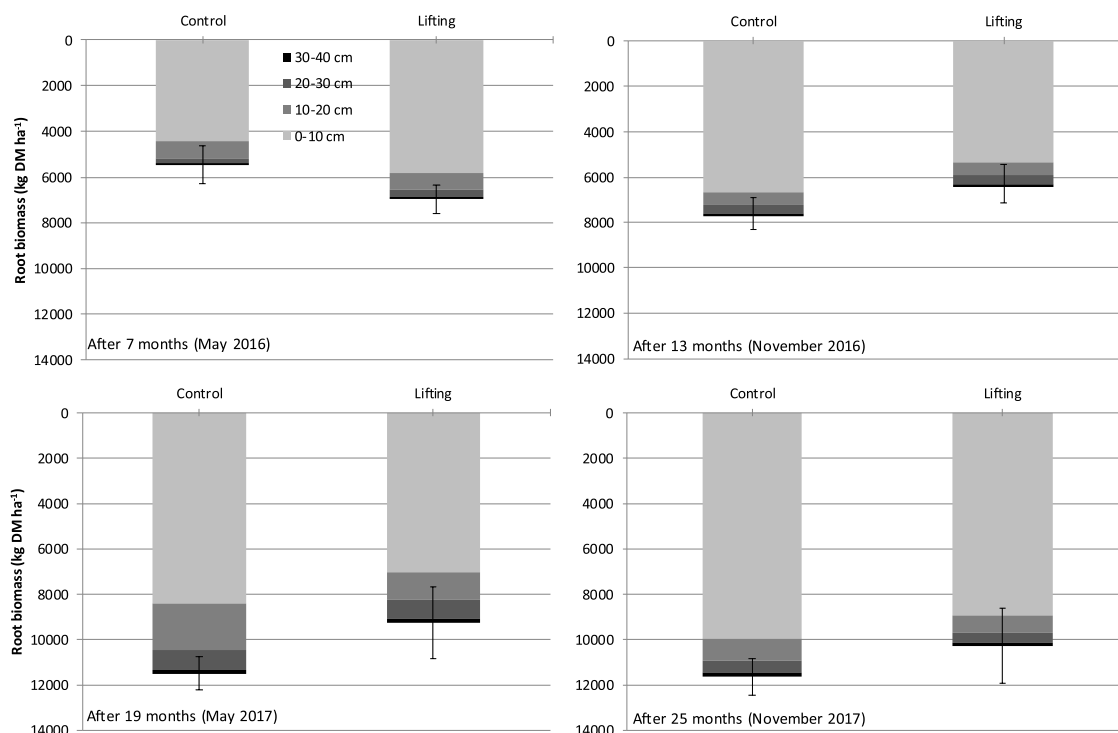 Control Lifting
0
2000
4000
6000
8000
10000
12000
14000
Root biomass (kg DM ha-1)
30-40 cm
20-30 cm
10-20 cm
0-10 cm
After 7 months (May 2016)
Control Lifting
0
2000
4000
6000
8000
10000
12000
14000
After 13 months (November 2016)
Control Lifting
0
2000
4000
6000
8000
10000
12000
14000
Root biomass (kg DM ha-1)
After 19 months (May 2017)
Control Lifting
0
2000
4000
6000
8000
10000
12000
14000
After 25 months (November 2017)